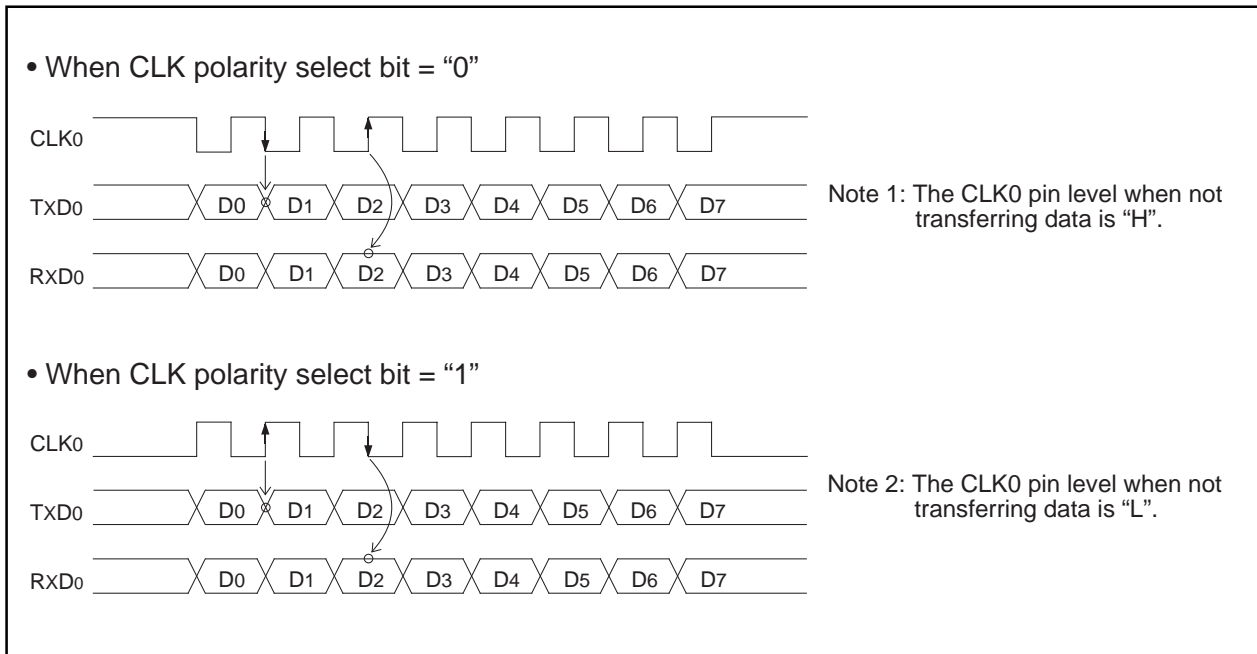 • When CLK polarity select bit = “0”
CLK0
TXD0 D0 D1 D2 D3 D4 D5 D6 D7
RXD0 D0 D1 D2 D3 D4 D5 D6 D7
Note 1: The CLK0 pin level when not
transferring data is “H”.
• When CLK polarity select bit = “1”
CLK0
TXD0 D0 D1 D2 D3 D4 D5 D6 D7
RXD0 D0 D1 D2 D3 D4 D5 D6 D7
Note 2: The CLK0 pin level when not
transferring data is “L”.